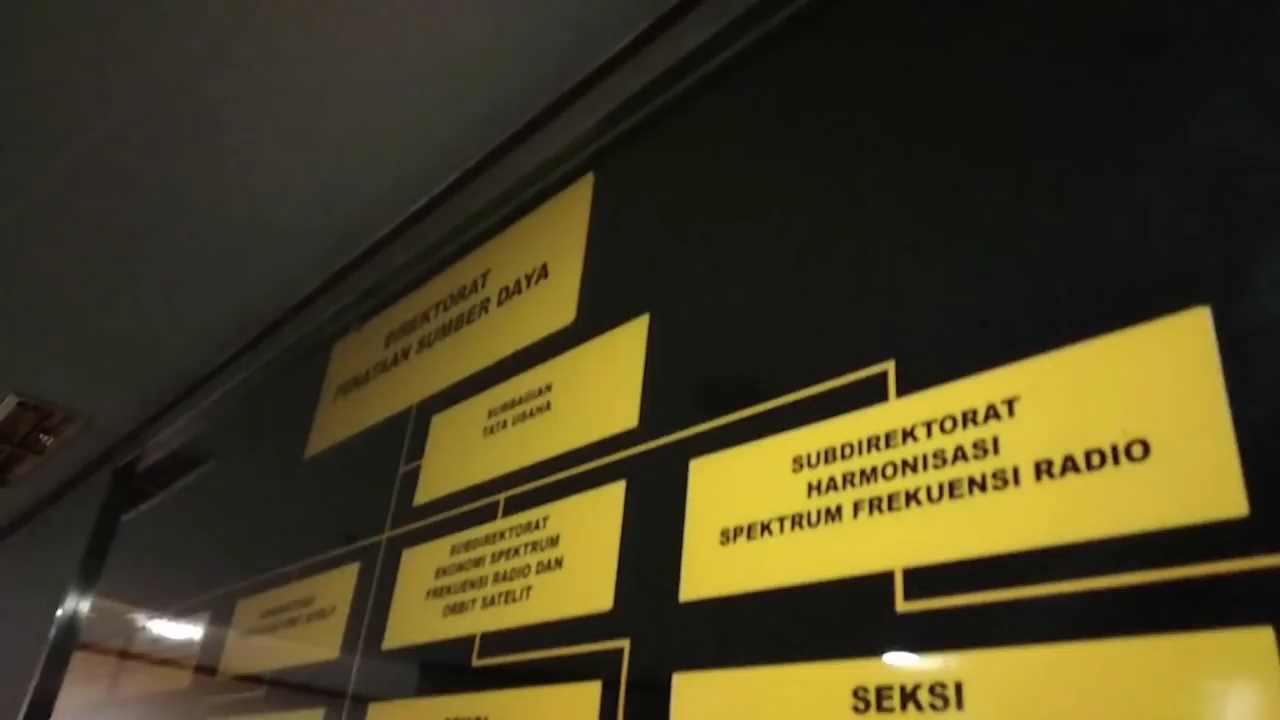 DIREKTORAT
PENATAAN SUMBER DAYA
SUBBAGIAN
TATA USAHA
SUBDIREKTORAT
HARMONISASI
SPEKTRUM FREKUENSI RADIO
SUBDIREKTORAT
EKONOMI SPEKTRUM
FREKUENSI RADIO DAN
ORBIT SATELIT
SEKSI
SEKSI